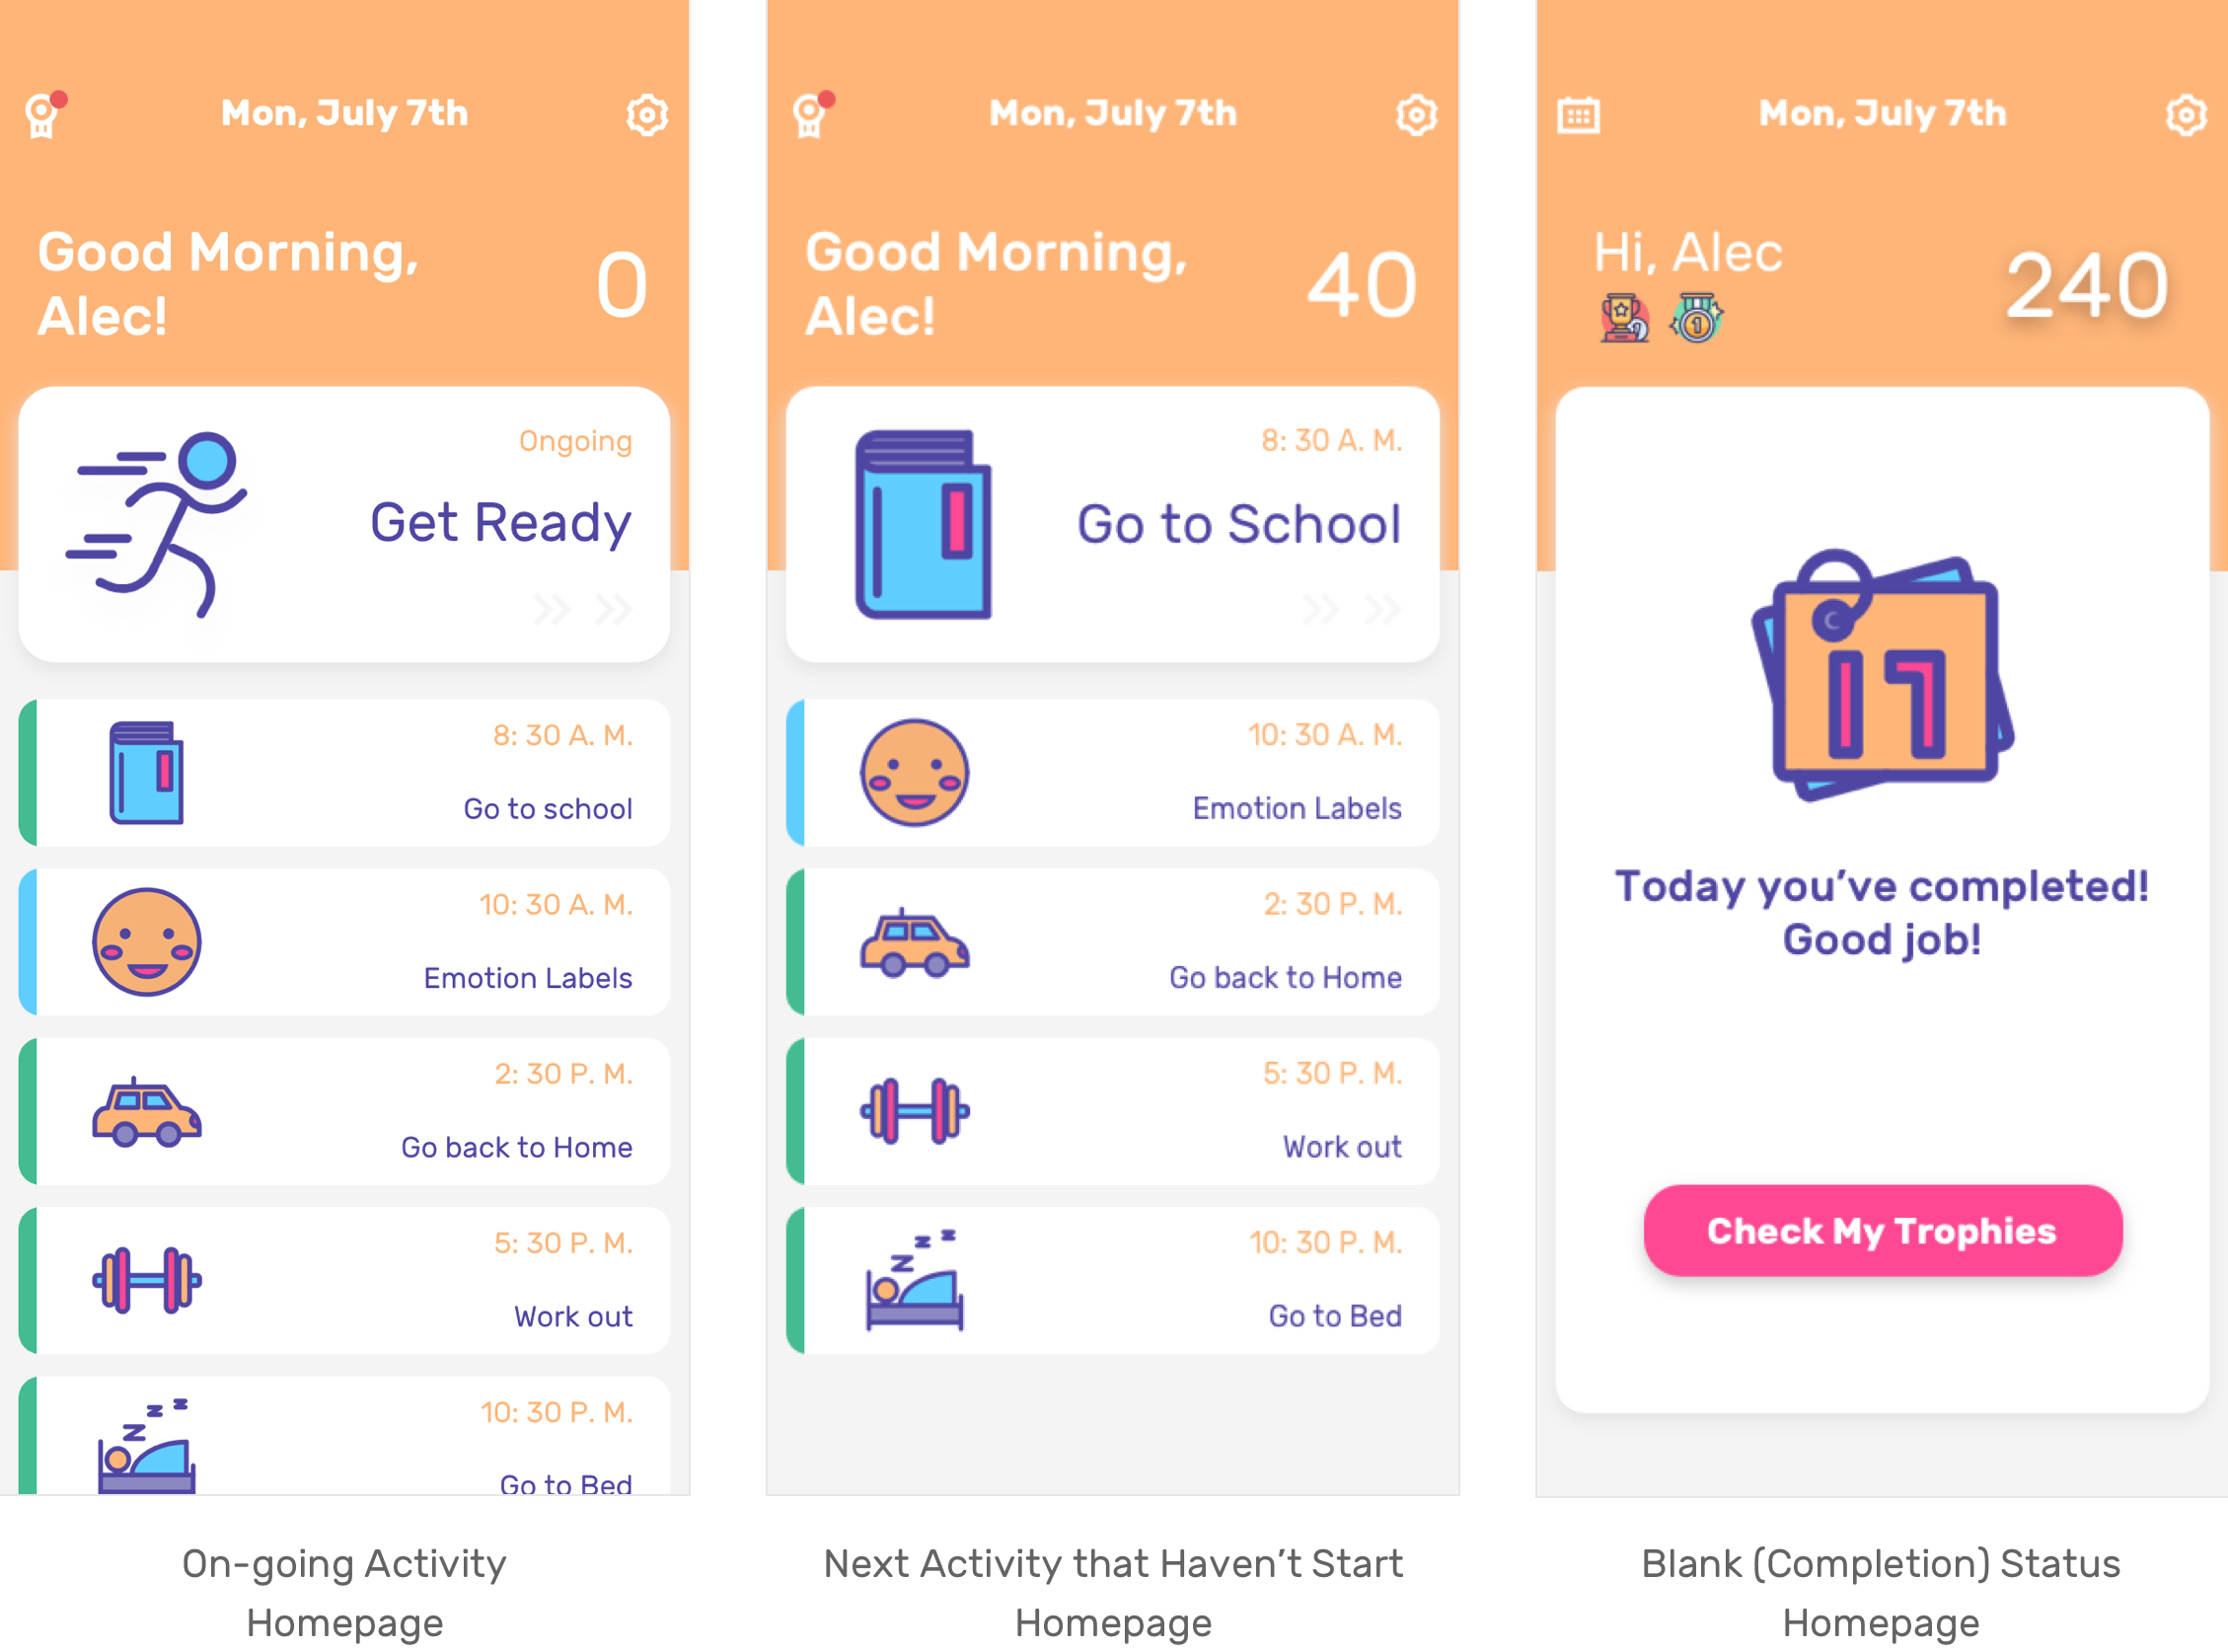 Mon, July 7th
Good Morning,
Alec!
0
Ongoing
Get Ready
8: 30 A. M.
Go to school
10: 30 A. M.
Emotion Labels
2: 30 P. M.
Go back to Home
5: 30 P. M.
Work out
10: 30 P. M.
Go to Bed
On-going Activity
Homepage
Mon, July 7th
Good Morning,
Alec!
40
8: 30 A. M.
Go to School
10: 30 A. M.
Emotion Labels
2: 30 P. M.
Go back to Home
5: 30 P. M.
Work out
10: 30 P. M.
Go to Bed
Next Activity that Haven’t Start
Homepage
Mon, July 7th
Hi, Alec
240
17
Today you’ve completed!
Good job!
Check My Trophies
Blank (Completion) Status
Homepage